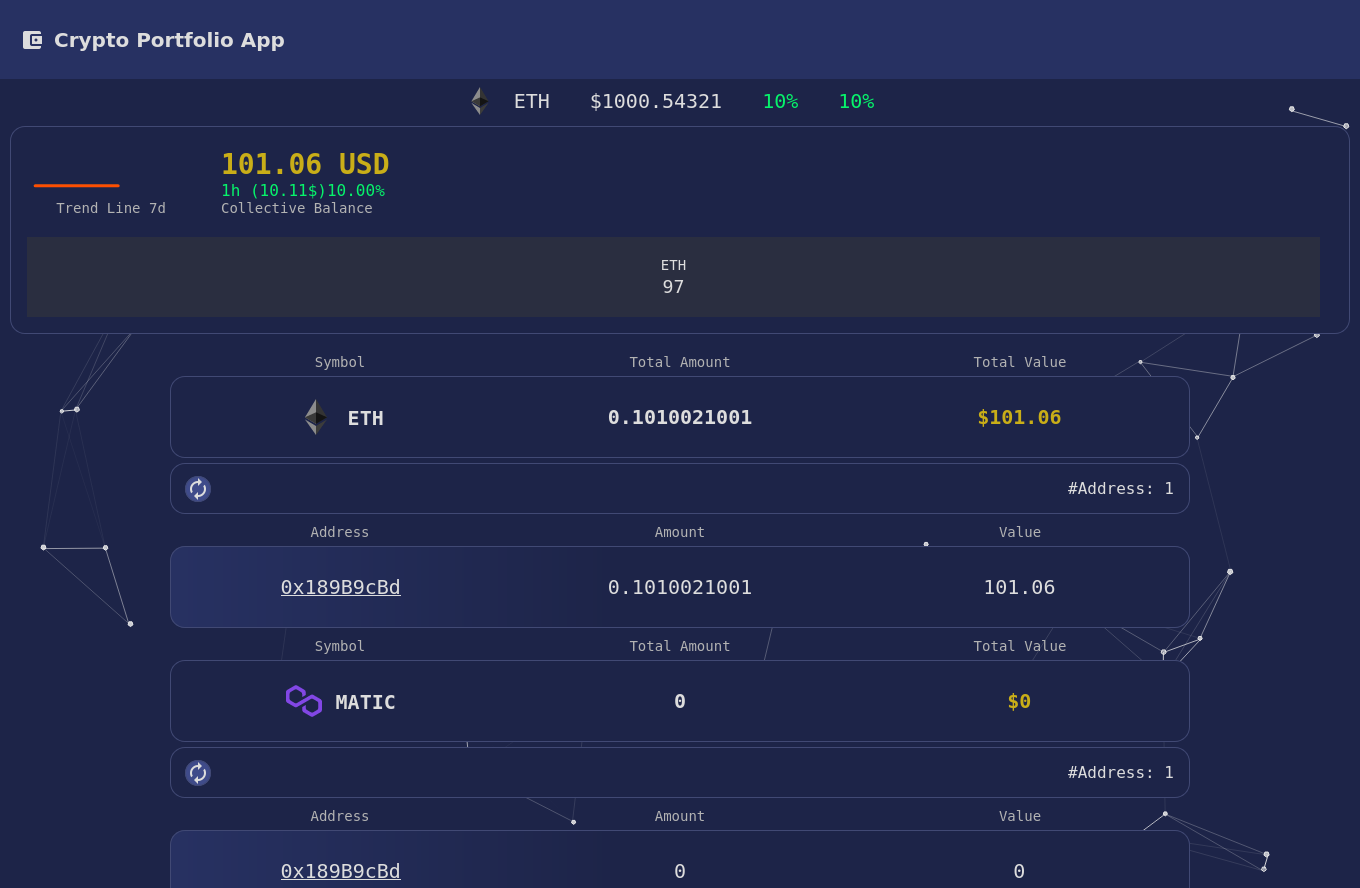 Crypto Portfolio App
ETH $1000.54321 10% 10%
101.06 USD
1h (10.11$)10.00%
Trend Line 7d Collective Balance
ETH
97
Symbol Total Amount Total Value
ETH 0.1010021001 $101.06
#Address: 1
Address Amount Value
0x189B9cBd 0.1010021001 101.06
Symbol Total Amount Total Value
MATIC 0 $0
#Address: 1
Address Amount Value
0x189B9cBd 0 0